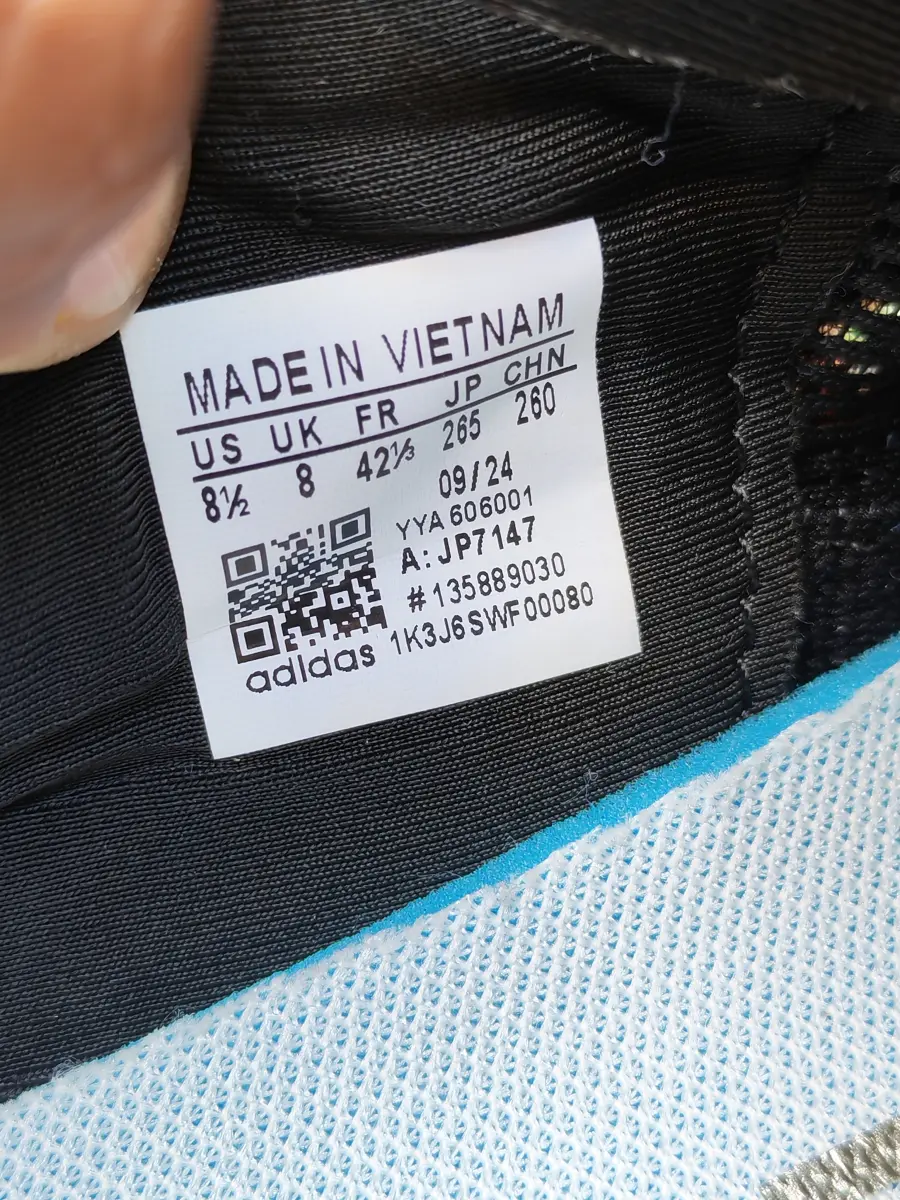 MADE IN VIETNAM
US UK FR JP CHN
8½ 8 42⅓ 265 260
09/24
YYA 606001
A: JP7147
#135889030
1K3J6SWF00080
adidas